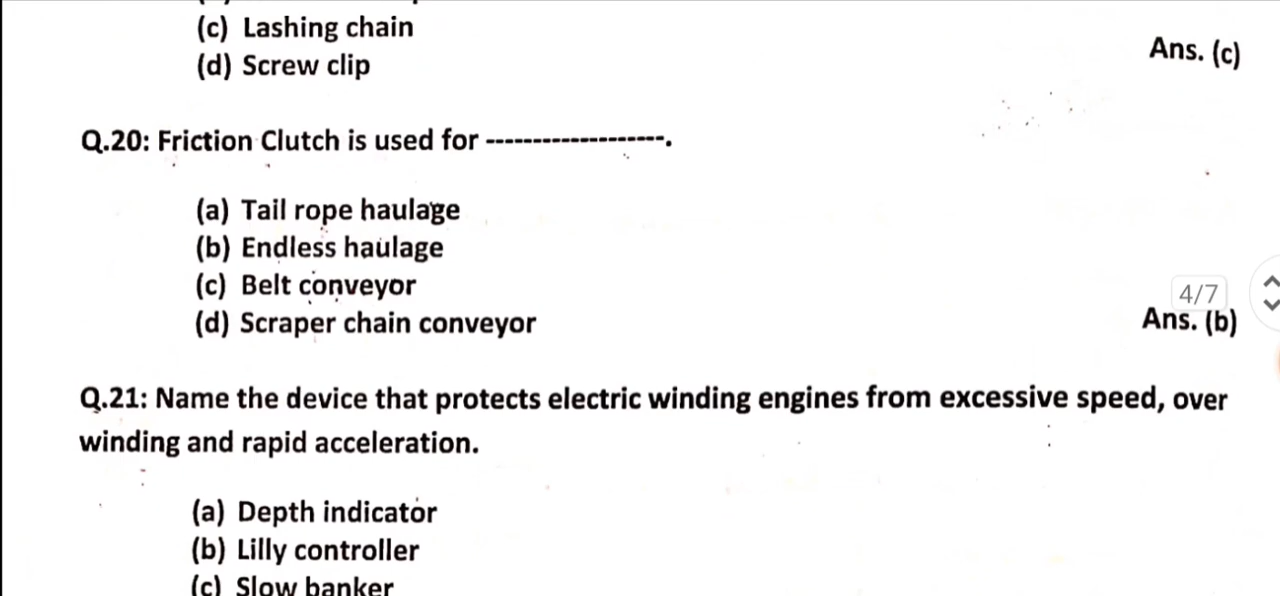 (c) Lashing chain
(d) Screw clip
Ans. (c)
Q.20: Friction Clutch is used for -------------------.
(a) Tail rope haulage
(b) Endless haulage
(c) Belt conveyor
(d) Scraper chain conveyor
4/7
Ans. (b)
Q.21: Name the device that protects electric winding engines from excessive speed, over
winding and rapid acceleration.
(a) Depth indicator
(b) Lilly controller
(c) Slow banker